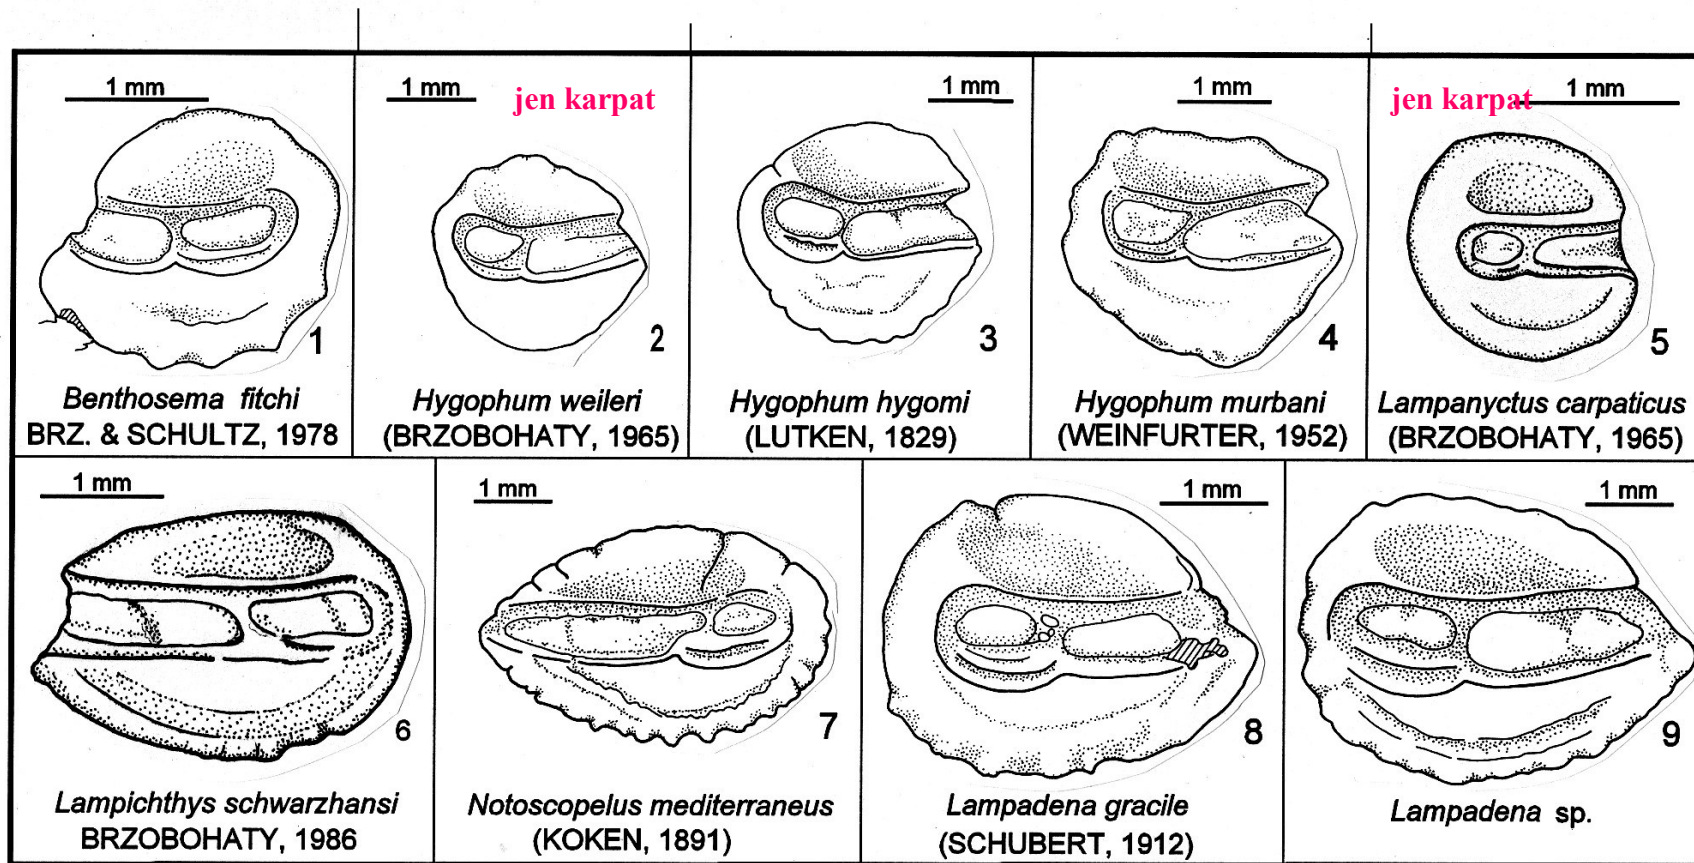 1 mm
1
Benthosema fitchi
BRZ. & SCHULTZ, 1978
1 mm
jen karpat
2
Hygophum weileri
(BRZOBOHATY, 1965)
1 mm
3
Hygophum hygomi
(LUTKEN, 1829)
1 mm
4
Hygophum murbani
(WEINFURTER, 1952)
jen karpat
1 mm
5
Lampanyctus carpaticus
(BRZOBOHATY, 1965)
1 mm
6
Lampichthys schwarzhansi
BRZOBOHATY, 1986
1 mm
7
Notoscopelus mediterraneus
(KOKEN, 1891)
1 mm
8
Lampadena gracile
(SCHUBERT, 1912)
1 mm
9
Lampadena sp.